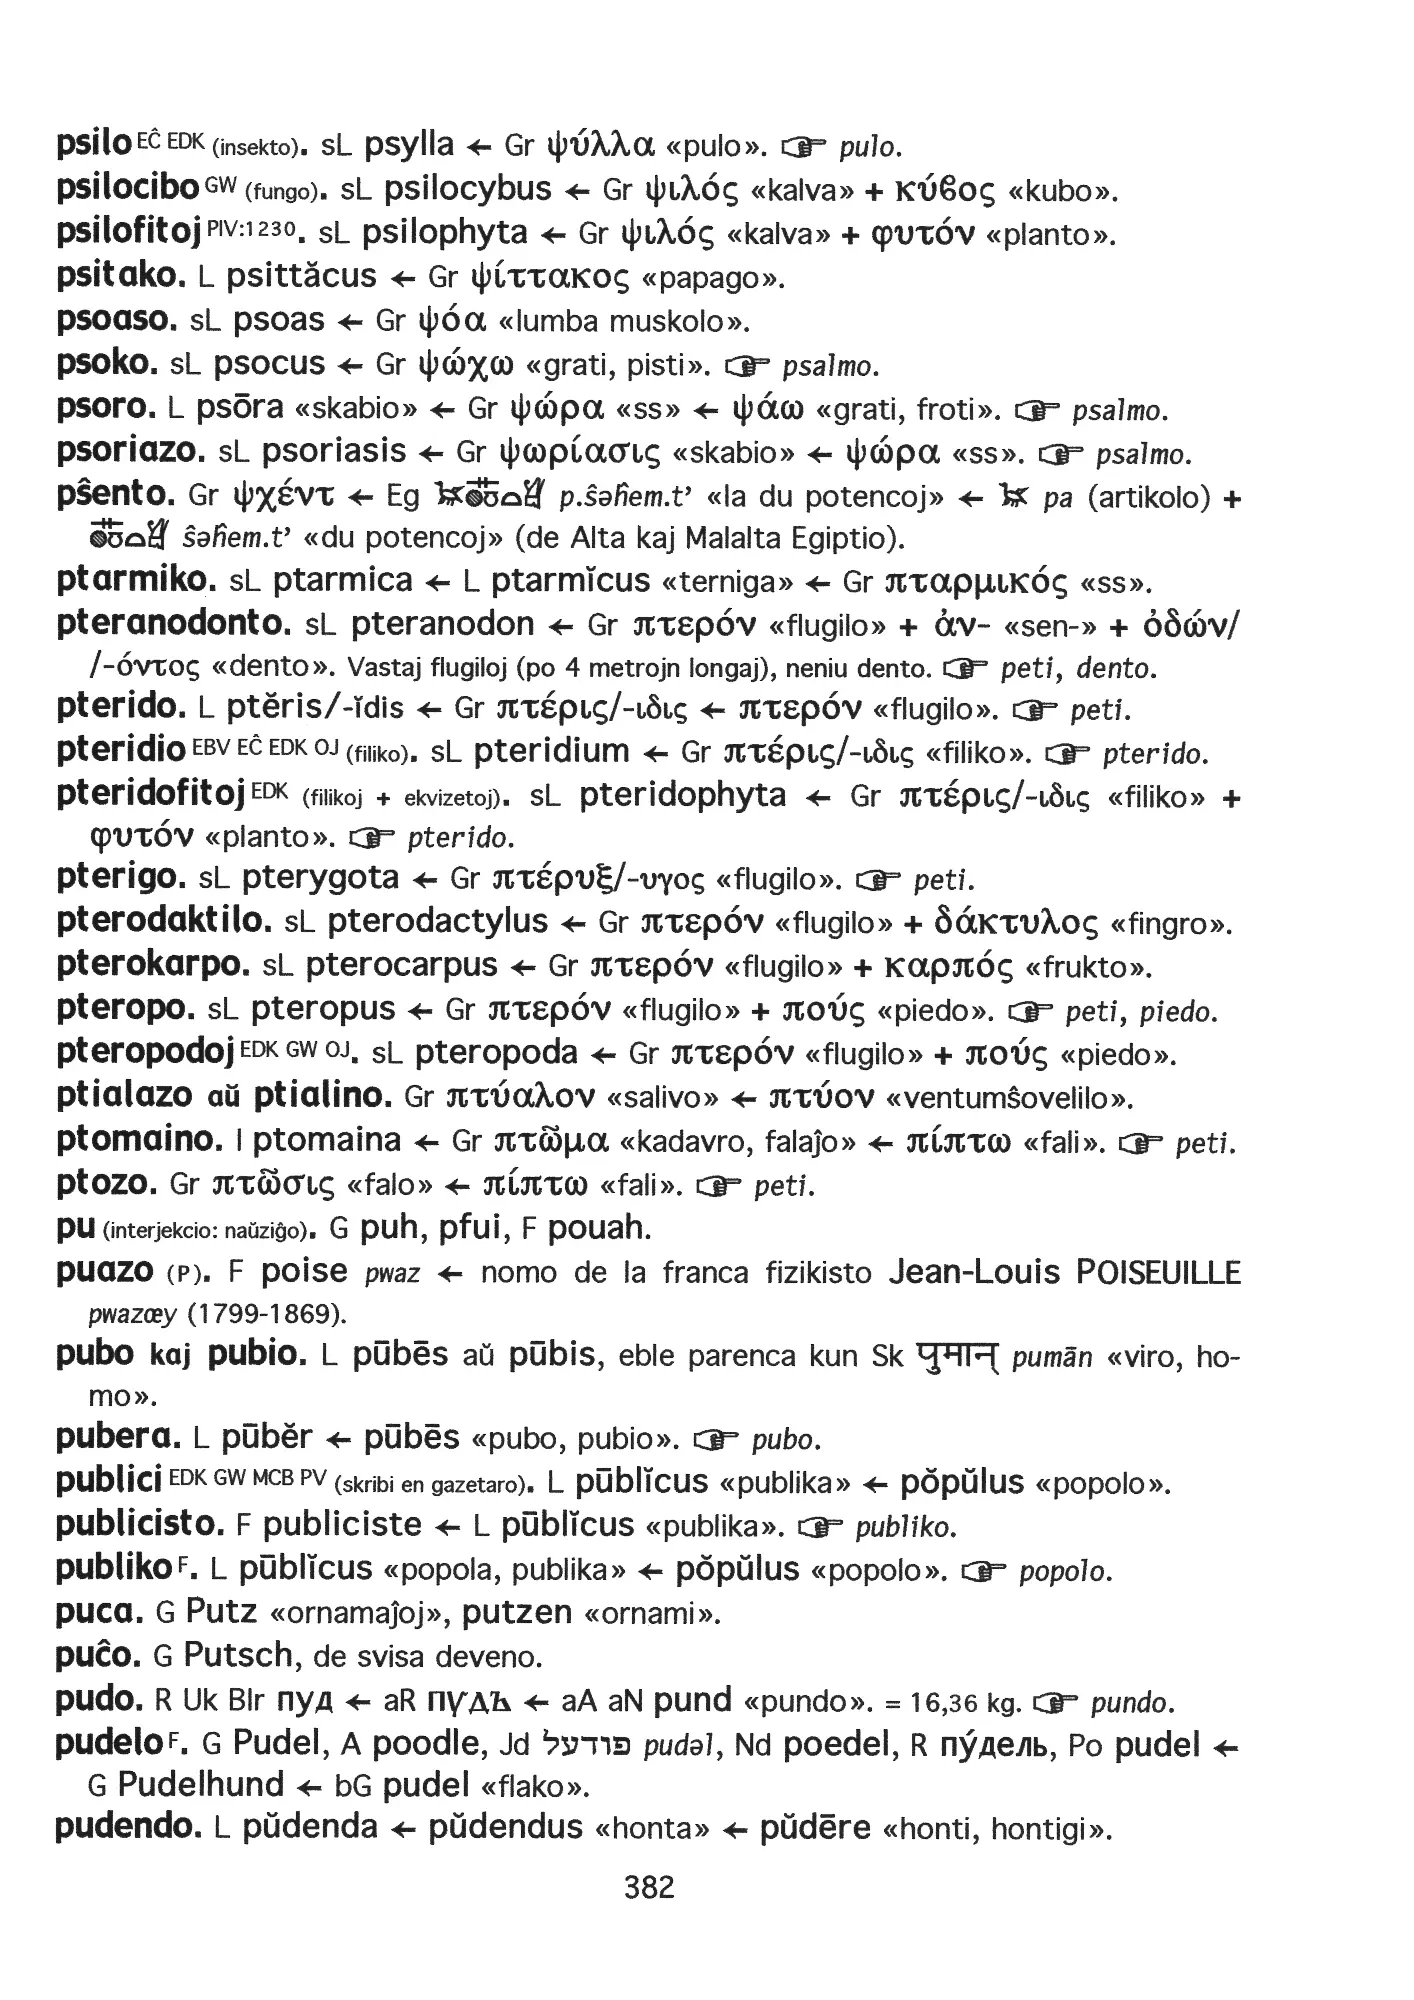 psilo EĈ EDK (insekto). sL psylla ← Gr ψύλλα «pulo». ☞ pulo.
psilocibo GW (fungo). sL psilocybus ← Gr ψιλός «kalva» + κύϐος «kubo».
psilofitoj PIV:1230. sL psilophyta ← Gr ψιλός «kalva» + φυτόν «planto».
psitako. L psittăcus ← Gr ψίττακος «papago».
psoaso. sL psoas ← Gr ψόα «lumba muskolo».
psoko. sL psocus ← Gr ψώχω «grati, pisti». ☞ psalmo.
psoro. L psōra «skabio» ← Gr ψώρα «ss» ← ψάω «grati, froti». ☞ psalmo.
psoriazo. sL psoriasis ← Gr ψωρίασις «skabio» ← ψώρα «ss». ☞ psalmo.
pŝento. Gr ψχέντ ← Eg p.ŝəĥem.t’ «la du potencoj» ← pa (artikolo) +
ŝəĥem.t’ «du potencoj» (de Alta kaj Malalta Egiptio).
ptarmiko. sL ptarmica ← L ptarmĭcus «terniga» ← Gr πταρμικός «ss».
pteranodonto. sL pteranodon ← Gr πτερόν «flugilo» + ἀν- «sen-» + ὀδών/
/-όντος «dento». Vastaj flugiloj (po 4 metrojn longaj), neniu dento. ☞ peti, dento.
pterido. L ptĕris/-ĭdis ← Gr πτέρις/-ιδις ← πτερόν «flugilo». ☞ peti.
pteridio EBV EĈ EDK OJ (filiko). sL pteridium ← Gr πτέρις/-ιδις «filiko». ☞ pterido.
pteridofitoj EDK (filikoj + ekvizetoj). sL pteridophyta ← Gr πτέρις/-ιδις «filiko» +
φυτόν «planto». ☞ pterido.
pterigo. sL pterygota ← Gr πτέρυξ/-υγος «flugilo». ☞ peti.
pterodaktilo. sL pterodactylus ← Gr πτερόν «flugilo» + δάκτυλος «fingro».
pterokarpo. sL pterocarpus ← Gr πτερόν «flugilo» + καρπός «frukto».
pteropo. sL pteropus ← Gr πτερόν «flugilo» + πούς «piedo». ☞ peti, piedo.
pteropodoj EDK GW OJ. sL pteropoda ← Gr πτερόν «flugilo» + πούς «piedo».
ptialazo aŭ ptialino. Gr πτύαλον «salivo» ← πτύον «ventumŝovelilo».
ptomaino. I ptomaina ← Gr πτῶμα «kadavro, falaĵo» ← πίπτω «fali». ☞ peti.
ptozo. Gr πτῶσις «falo» ← πίπτω «fali». ☞ peti.
pu (interjekcio: naŭziĝo). G puh, pfui, F pouah.
puazo (P). F poise pwaz ← nomo de la franca fizikisto Jean-Louis POISEUILLE
pwazœy (1799-1869).
pubo kaj pubio. L pūbēs aŭ pūbis, eble parenca kun Sk पुमान् pumān «viro, ho-
mo».
pubera. L pūbĕr ← pūbēs «pubo, pubio». ☞ pubo.
publici EDK GW MCB PV (skribi en gazetaro). L pūblĭcus «publika» ← pŏpŭlus «popolo».
publicisto. F publiciste ← L pūblĭcus «publika». ☞ publiko.
publiko F. L pūblĭcus «popola, publika» ← pŏpŭlus «popolo». ☞ popolo.
puca. G Putz «ornamaĵoj», putzen «ornami».
puĉo. G Putsch, de svisa deveno.
pudo. R Uk Blr пуд ← aR пүдъ ← aA aN pund «pundo». = 16,36 kg. ☞ pundo.
pudelo F. G Pudel, A poodle, Jd פּודעל pudəl, Nd poedel, R пу́дель, Po pudel ←
G Pudelhund ← bG pudel «flako».
pudendo. L pŭdenda ← pŭdendus «honta» ← pŭdēre «honti, hontigi».
382